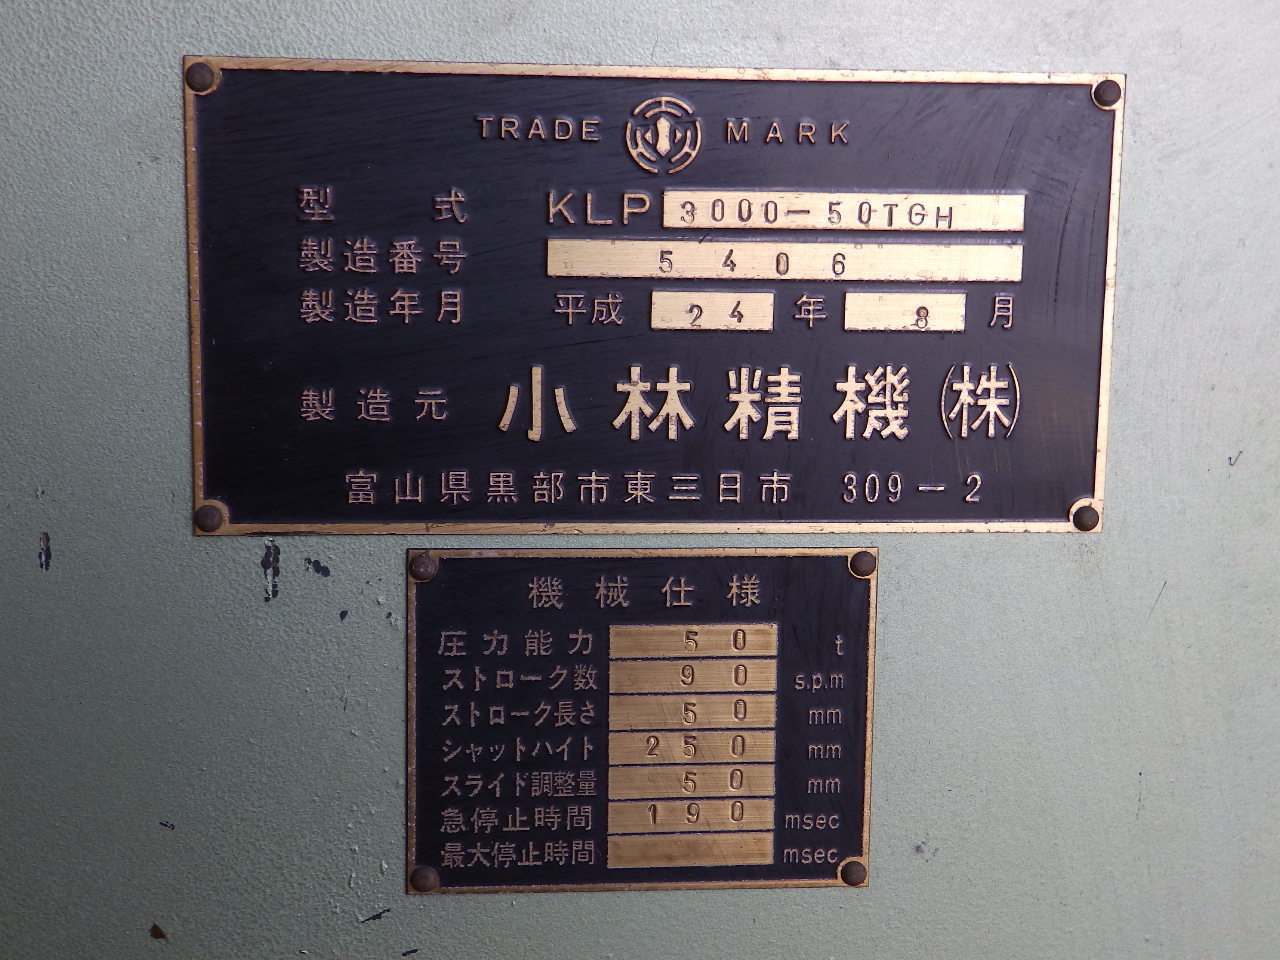 TRADE MARK
型式 KLP 3000-50TGH
製造番号 5406
製造年月 平成 24 年 8 月
製造元 小林精機(株)
富山県黒部市東三日市 309-2
機械仕様
圧力能力 50 t
ストローク数 90 s.p.m
ストローク長さ 50 mm
シャットハイト 250 mm
スライド調整量 50 mm
急停止時間 190 msec
最大停止時間 msec